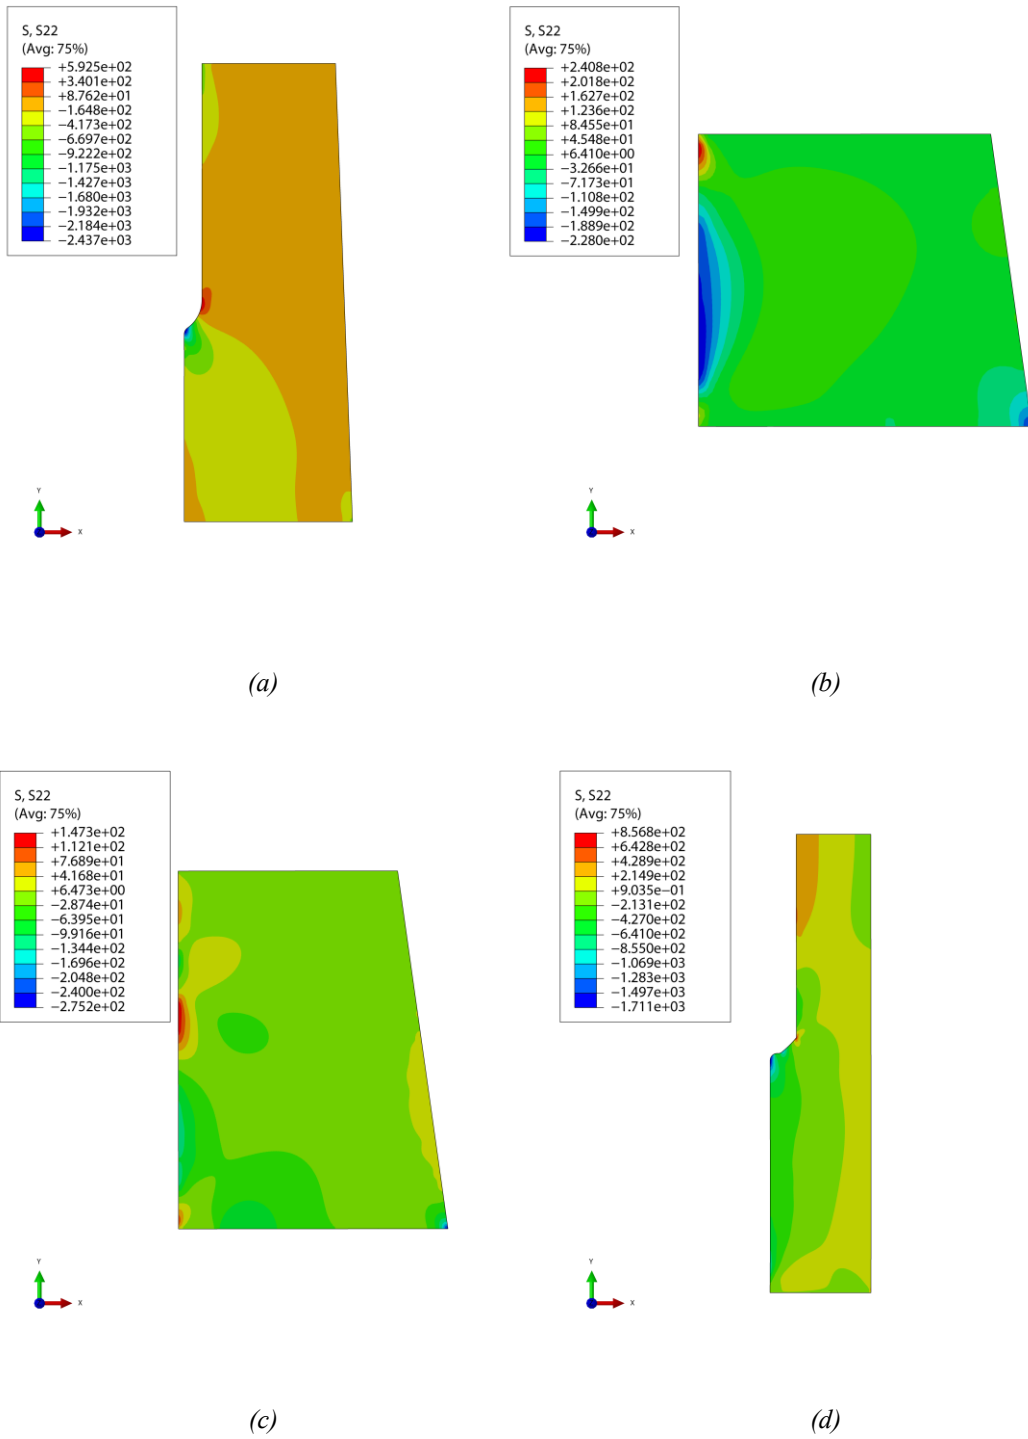 S, S22
(Avg: 75%)
+5.925e+02
+3.401e+02
+8.762e+01
−1.648e+02
−4.173e+02
−6.697e+02
−9.222e+02
−1.175e+03
−1.427e+03
−1.680e+03
−1.932e+03
−2.184e+03
−2.437e+03
Y
X
(a)
S, S22
(Avg: 75%)
+2.408e+02
+2.018e+02
+1.627e+02
+1.236e+02
+8.455e+01
+4.548e+01
+6.410e+00
−3.266e+01
−7.173e+01
−1.108e+02
−1.499e+02
−1.889e+02
−2.280e+02
Y
X
(b)
S, S22
(Avg: 75%)
+1.473e+02
+1.121e+02
+7.689e+01
+4.168e+01
+6.473e+00
−2.874e+01
−6.395e+01
−9.916e+01
−1.344e+02
−1.696e+02
−2.048e+02
−2.400e+02
−2.752e+02
Y
X
(c)
S, S22
(Avg: 75%)
+8.568e+02
+6.428e+02
+4.289e+02
+2.149e+02
+9.035e−01
−2.131e+02
−4.270e+02
−6.410e+02
−8.550e+02
−1.069e+03
−1.283e+03
−1.497e+03
−1.711e+03
Y
X
(d)